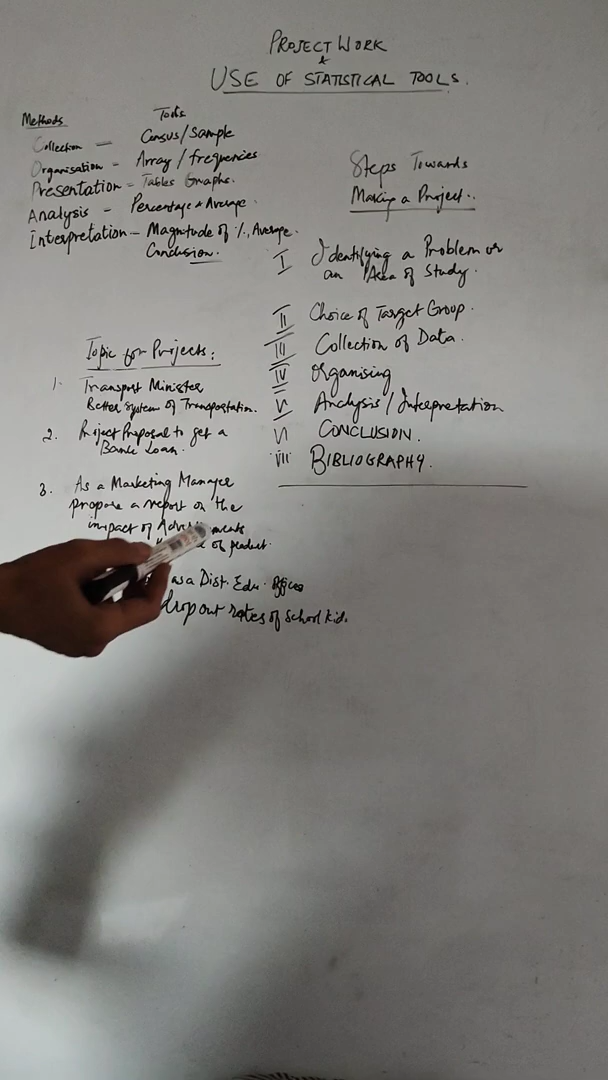 PROJECT WORK
&
USE OF STATISTICAL TOOLS.
Methods Tools
Collection — Census/Sample
Organisation - Array / frequencies
Presentation - Tables Graphs.
Analysis - Percentage & Average.
Interpretation - Magnitude of %, Average.
Conclusion.
Steps Towards
Making a Project.
I Identifying a Problem or
an Area of Study.
II Choice of Target Group.
III Collection of Data.
IV Organising
V Analysis / Interpretation
VI CONCLUSION.
VII BIBLIOGRAPHY.
Topic for Projects:
1. Transport Minister
Better System of Transpotation.
2. Project Proposal to get a
Bank Loan.
3. As a Marketing Manager
propose a report on the
impact of
of product.
as a Dist. Edu. Officer
drop out rates of School kid.